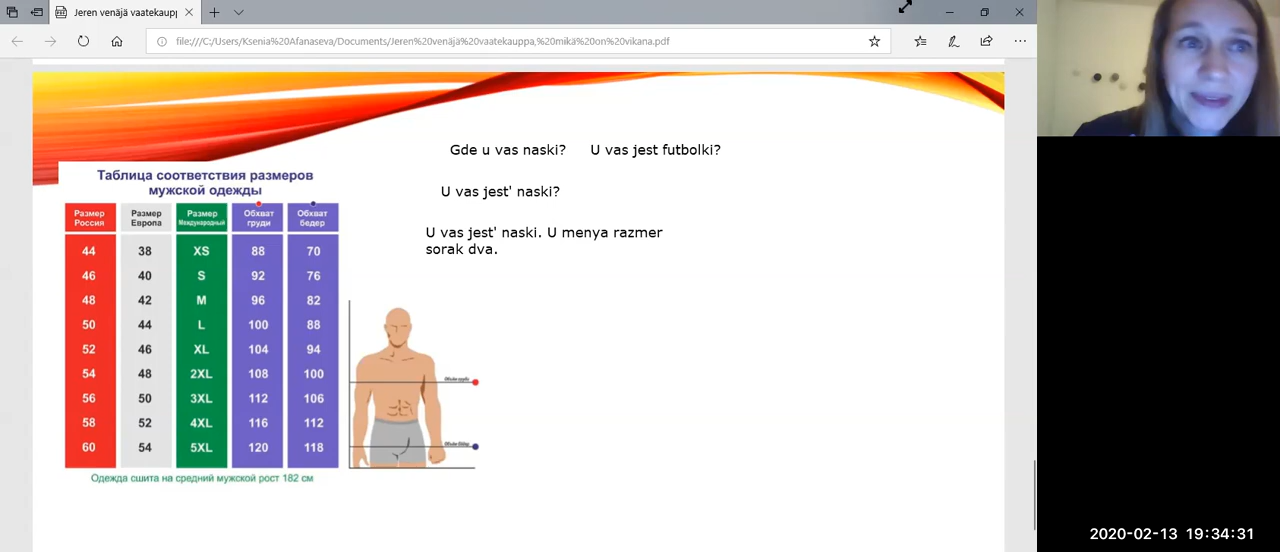 Jeren venäjä vaatekaupp
file:///C:/Users/Ksenia%20Afanaseva/Documents/Jeren%20venäjä%20vaatekauppa,%20mikä%20on%20vikana.pdf
Gde u vas naski? U vas jest futbolki?
U vas jest' naski?
U vas jest' naski. U menya razmer
sorak dva.
Таблица соответствия размеров
мужской одежды
Размер Россия Размер Европа Размер Международный Обхват груди Обхват бедер
44 38 XS 88 70
46 40 S 92 76
48 42 M 96 82
50 44 L 100 88
52 46 XL 104 94
54 48 2XL 108 100
56 50 3XL 112 106
58 52 4XL 116 112
60 54 5XL 120 118
Одежда сшита на средний мужской рост 182 см
2020-02-13 19:34:31